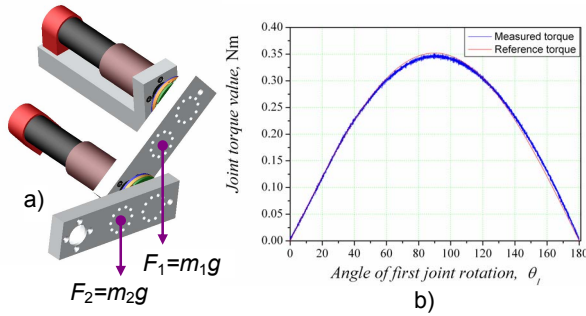 a)
F1=m1g
F2=m2g
Joint torque value, Nm
0.40
0.35
0.30
0.25
0.20
0.15
0.10
0.05
0.00
Measured torque
Reference torque
0 20 40 60 80 100 120 140 160 180
Angle of first joint rotation, θ1
b)